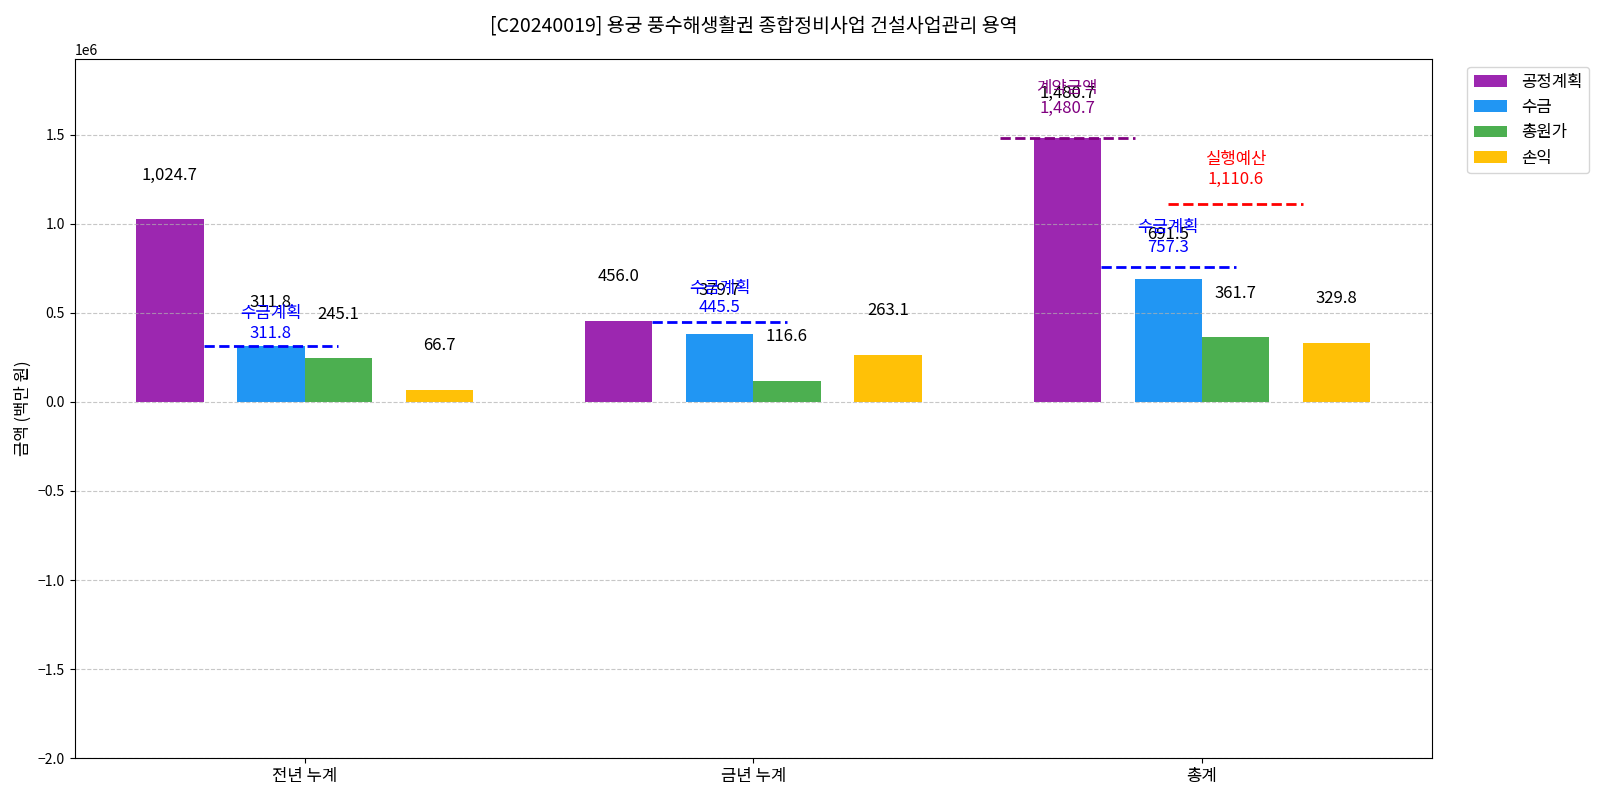 [C20240019] 용궁 풍수해생활권 종합정비사업 건설사업관리 용역
1e6
금액 (백만 원)
1.5
1.0
0.5
0.0
−0.5
−1.0
−1.5
−2.0
1,024.7
311.8
수금계획
311.8
245.1
66.7
456.0
379.7
수금계획
445.5
116.6
263.1
계약금액
1,480.7
1,480.7
실행예산
1,110.6
수금계획
691.5
757.3
361.7
329.8
전년 누계
금년 누계
총계
공정계획
수금
총원가
손익